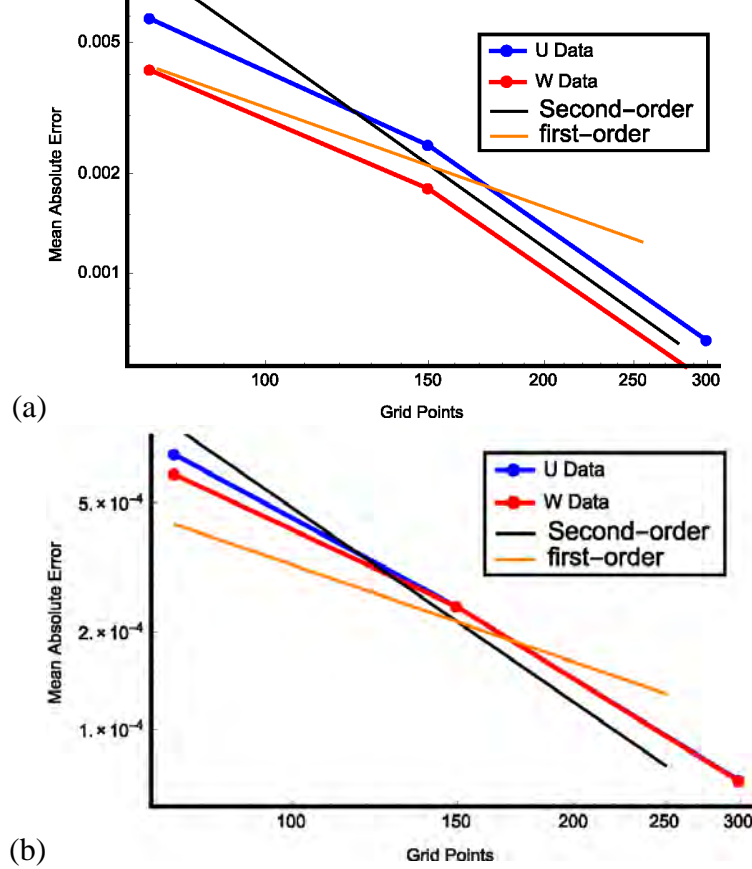 0.005
0.002
0.001
Mean Absolute Error
U Data
W Data
Second-order
first-order
100
150
200
250
300
Grid Points
(a)
5.×10⁻⁴
2.×10⁻⁴
1.×10⁻⁴
Mean Absolute Error
U Data
W Data
Second-order
first-order
100
150
200
250
300
Grid Points
(b)